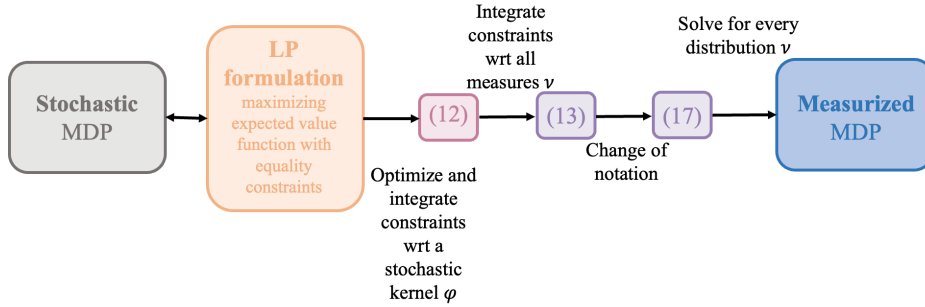 Stochastic
MDP
LP
formulation
maximizing
expected value
function with
equality
constraints
(12)
Optimize and
integrate
constraints
wrt a
stochastic
kernel φ
Integrate
constraints
wrt all
measures ν
(13)
Change of
notation
(17)
Solve for every
distribution ν
Measurized
MDP